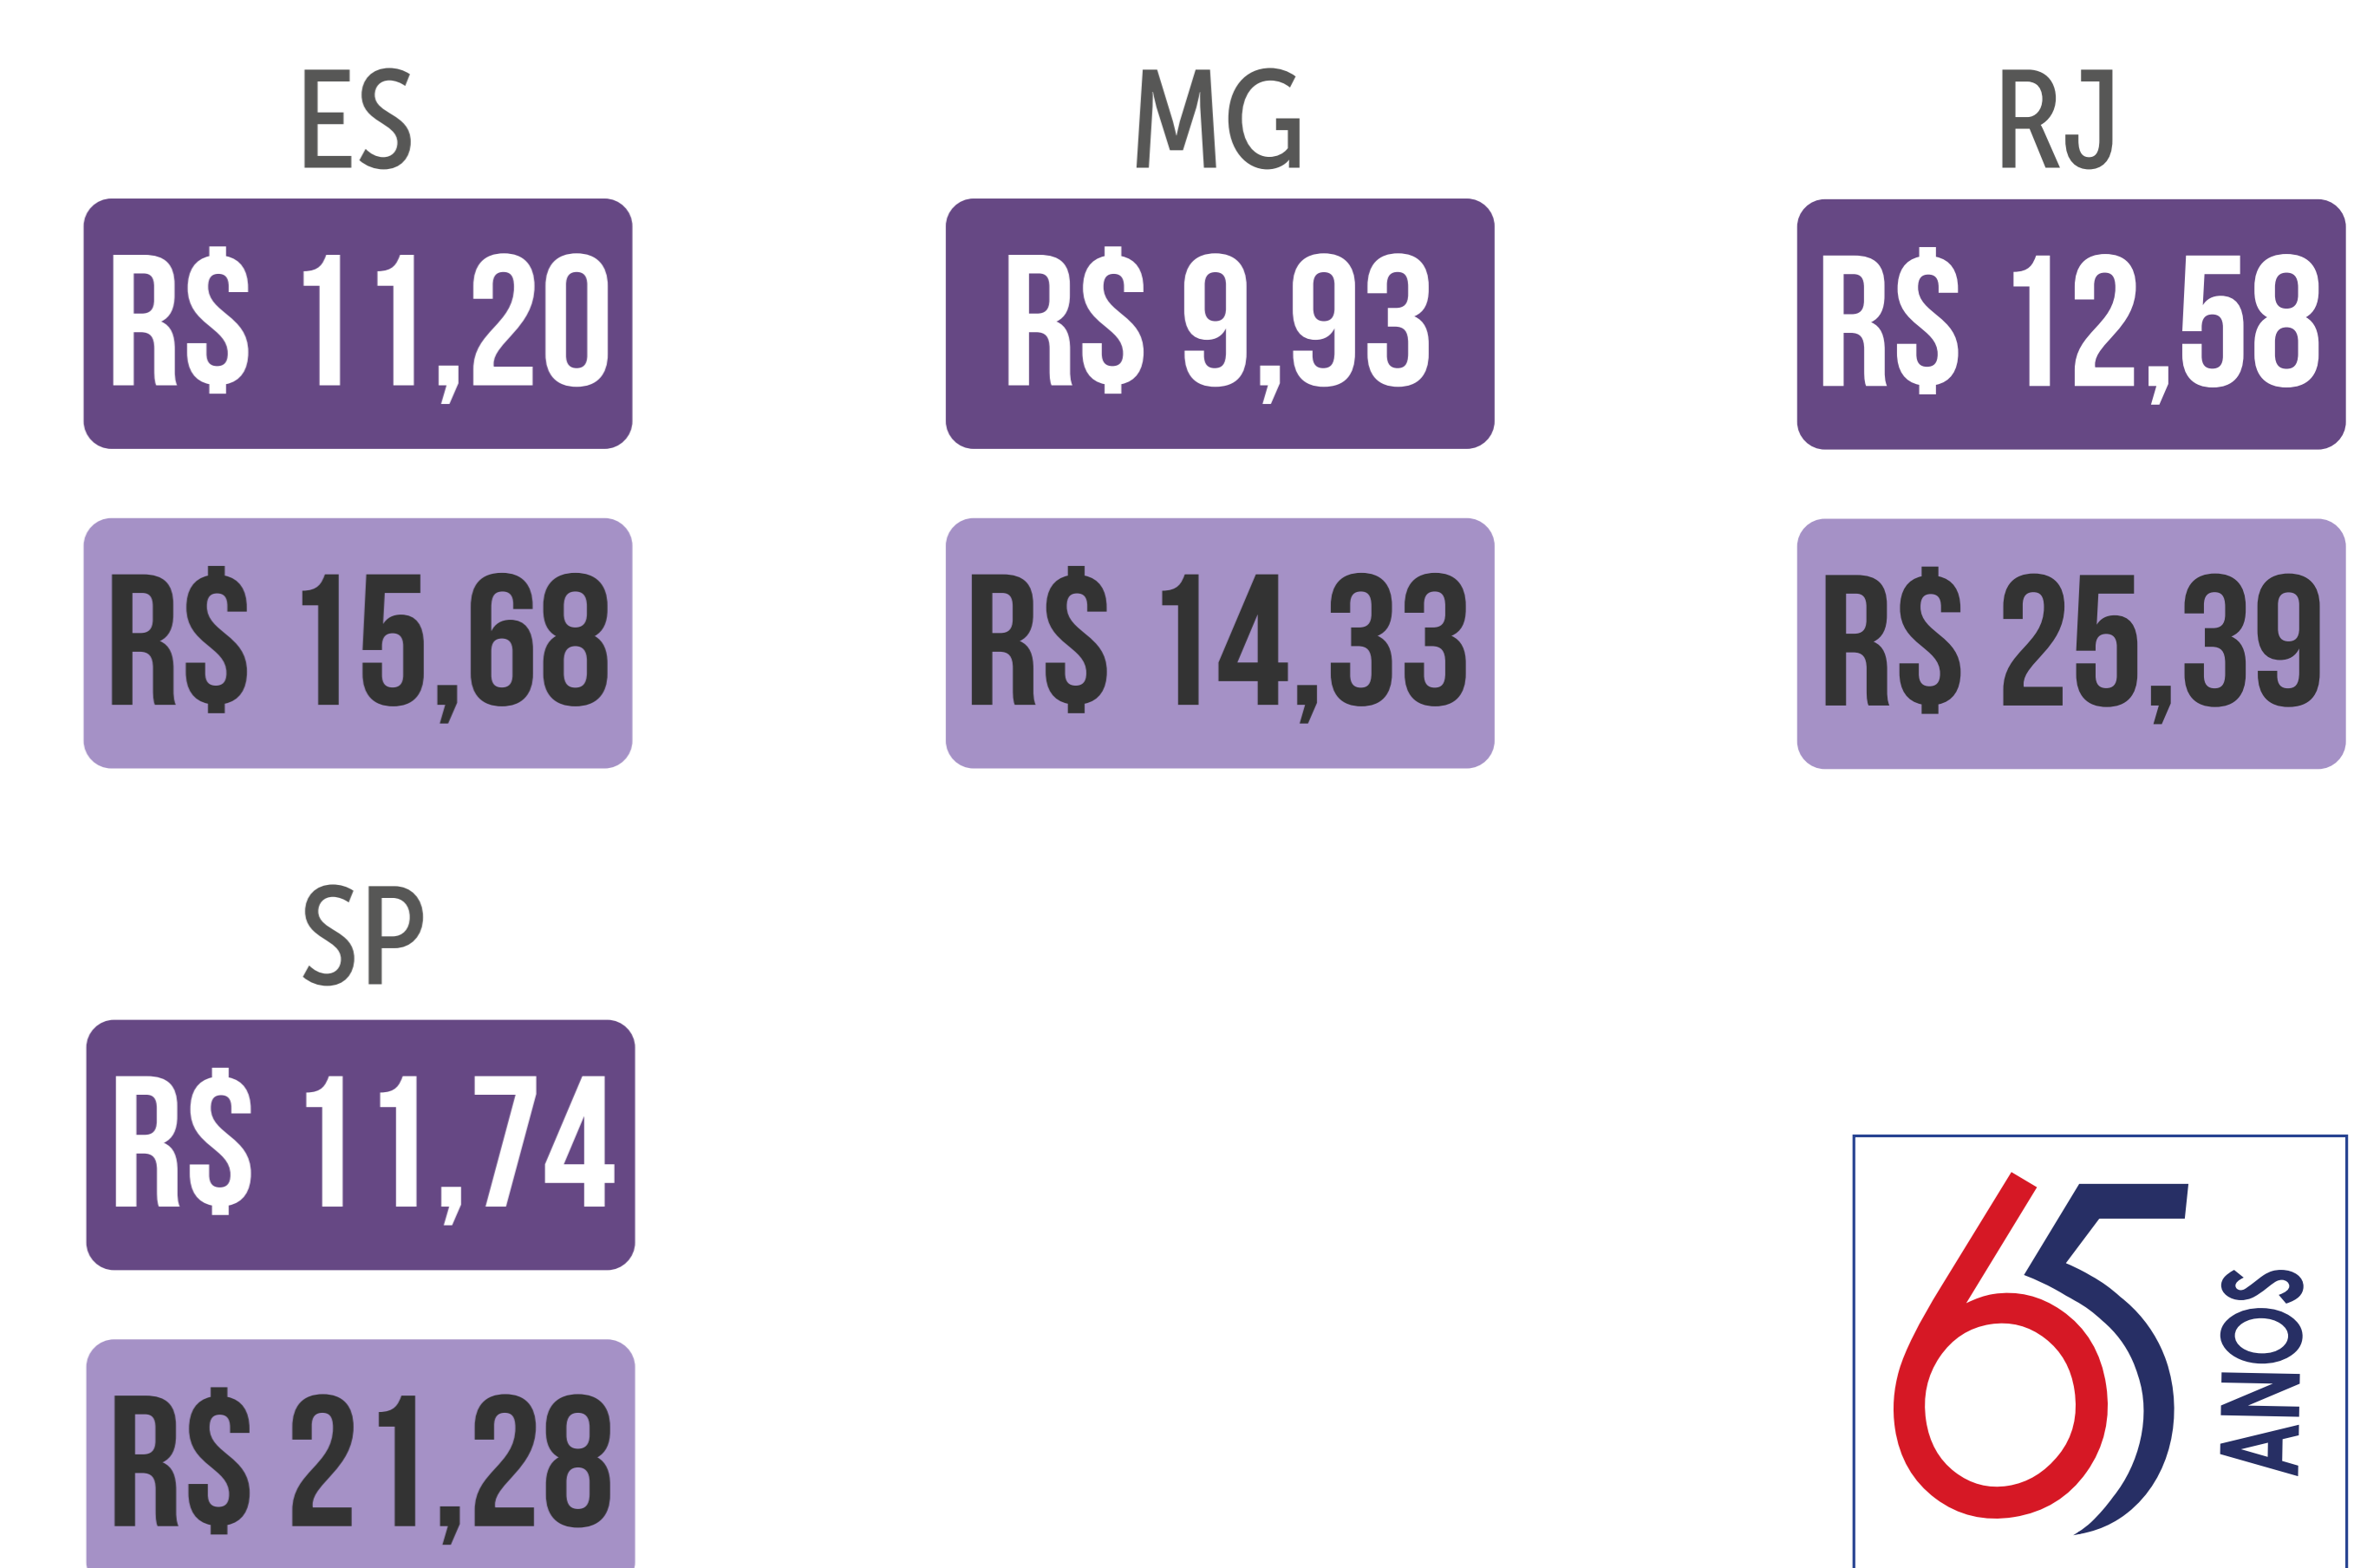 ES MG RJ
R$ 11,20 R$ 9,93 R$ 12,58
R$ 15,68 R$ 14,33 R$ 25,39
SP
R$ 11,74
R$ 21,28
65 ANOS